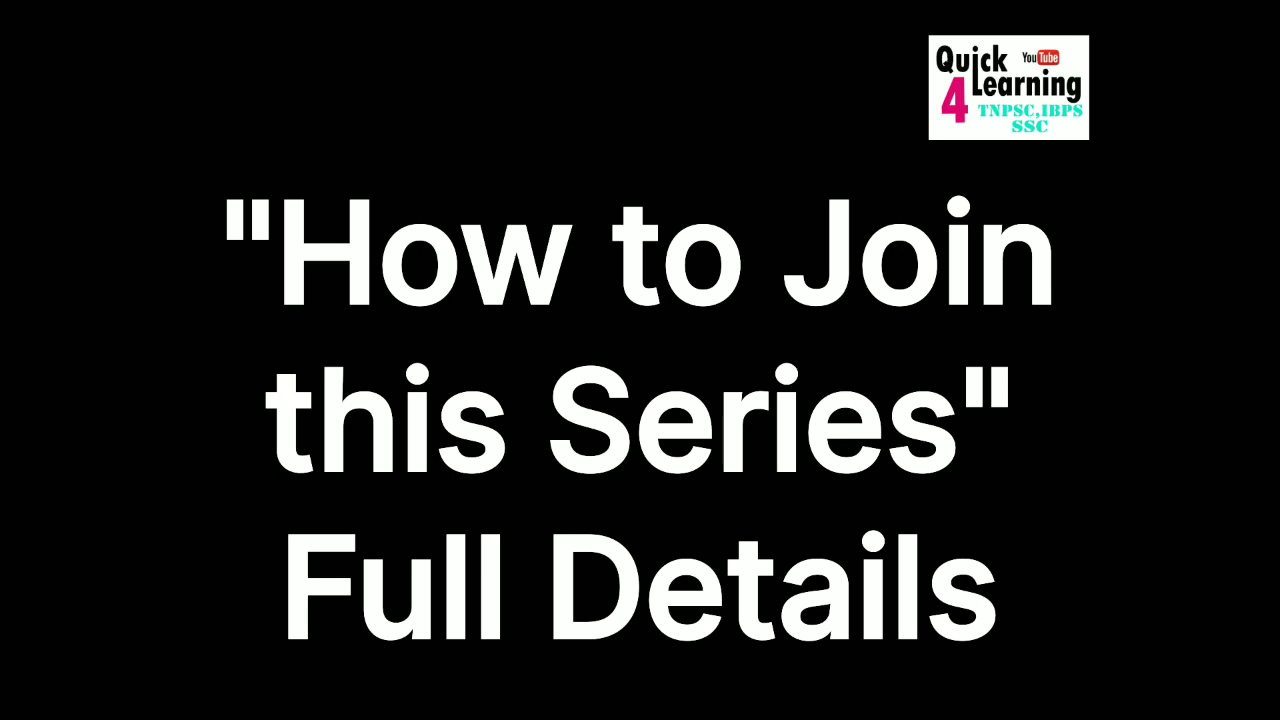 Quick YouTube
4 Learning
TNPSC,IBPS
SSC
"How to Join
this Series"
Full Details